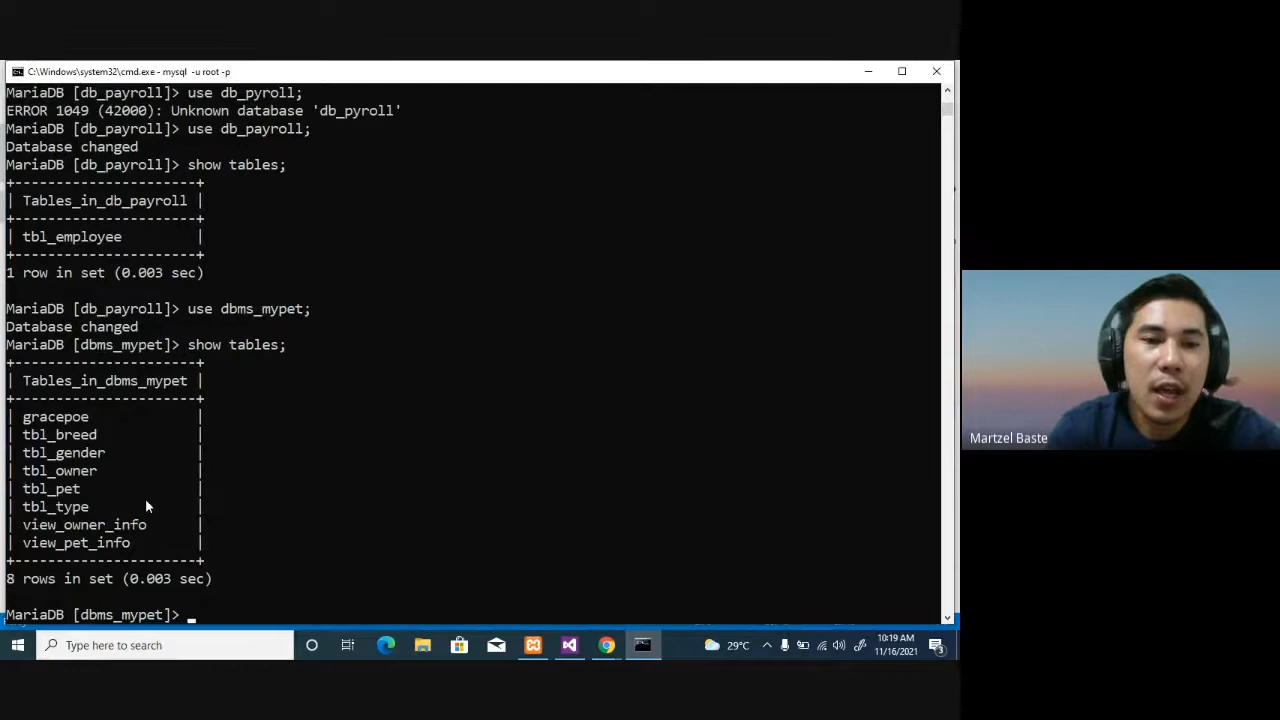 C:\Windows\system32\cmd.exe - mysql -u root -p
MariaDB [db_payroll]> use db_pyroll;
ERROR 1049 (42000): Unknown database 'db_pyroll'
MariaDB [db_payroll]> use db_payroll;
Database changed
MariaDB [db_payroll]> show tables;
+----------------------+
| Tables_in_db_payroll |
+----------------------+
| tbl_employee         |
+----------------------+
1 row in set (0.003 sec)
MariaDB [db_payroll]> use dbms_mypet;
Database changed
MariaDB [dbms_mypet]> show tables;
+----------------------+
| Tables_in_dbms_mypet |
+----------------------+
| gracepoe             |
| tbl_breed            |
| tbl_gender           |
| tbl_owner            |
| tbl_pet              |
| tbl_type             |
| view_owner_info      |
| view_pet_info        |
+----------------------+
8 rows in set (0.003 sec)
MariaDB [dbms_mypet]> _
Martzel Baste
Type here to search
29°C
10:19 AM
11/16/2021
3